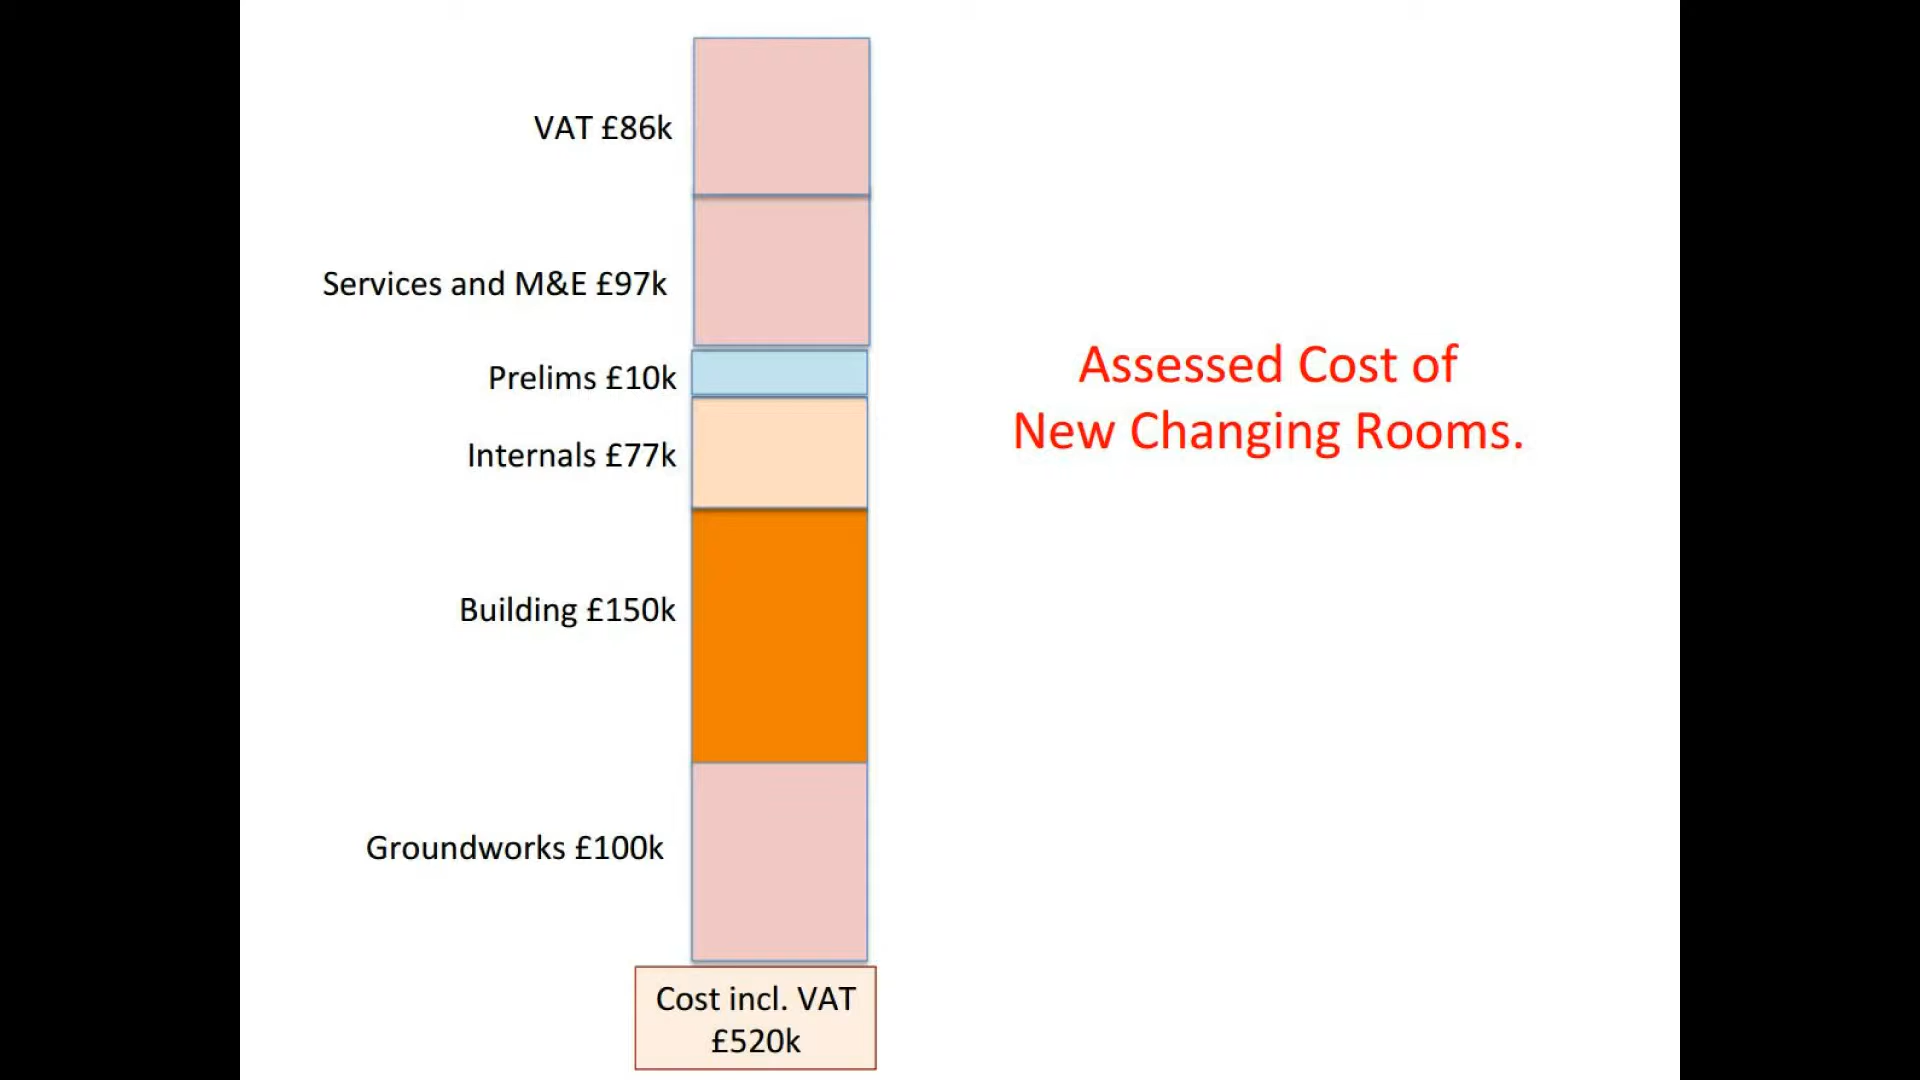 VAT £86k
Services and M&E £97k
Prelims £10k
Internals £77k
Building £150k
Groundworks £100k
Cost incl. VAT
£520k
Assessed Cost of
New Changing Rooms.